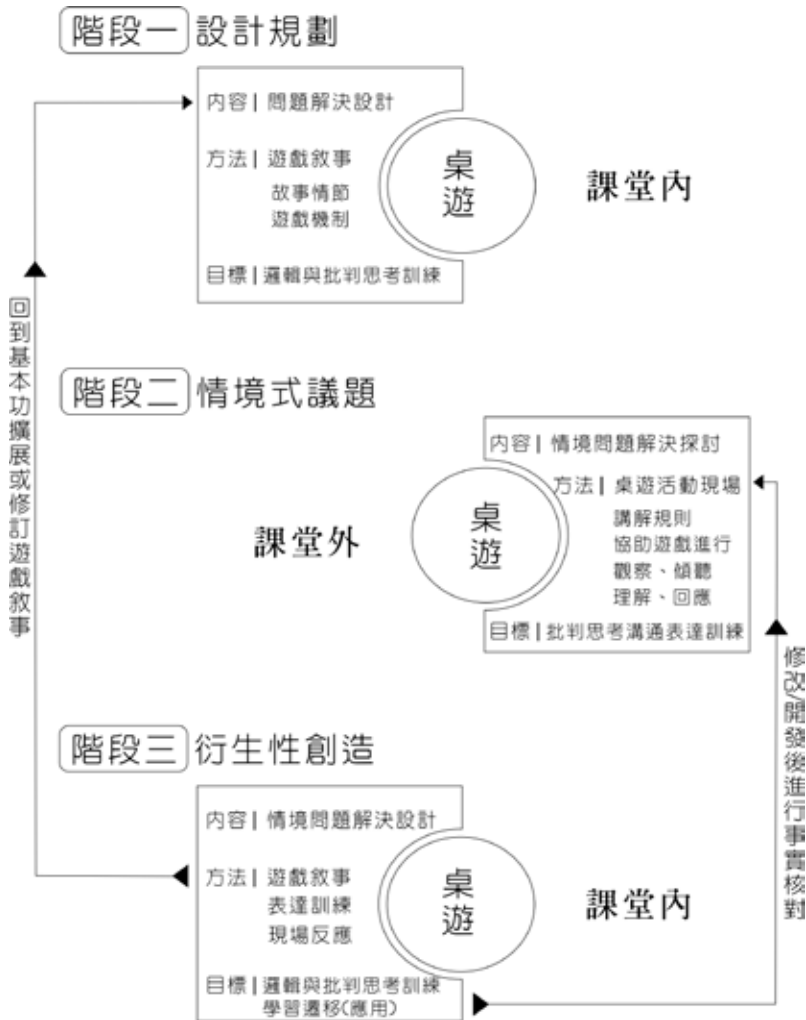 階段一 設計規劃
內容 | 問題解決設計
方法 | 遊戲敘事
故事情節
遊戲機制
目標 | 邏輯與批判思考訓練
桌遊
課堂內
回到基本功擴展或修訂遊戲敘事
階段二 情境式議題
課堂外
桌遊
內容 | 情境問題解決探討
方法 | 桌遊活動現場
講解規則
協助遊戲進行
觀察、傾聽
理解、回應
目標 | 批判思考溝通表達訓練
修改/開發後進行事實核對
階段三 衍生性創造
內容 | 情境問題解決設計
方法 | 遊戲敘事
表達訓練
現場反應
目標 | 邏輯與批判思考訓練
學習遷移(應用)
桌遊
課堂內